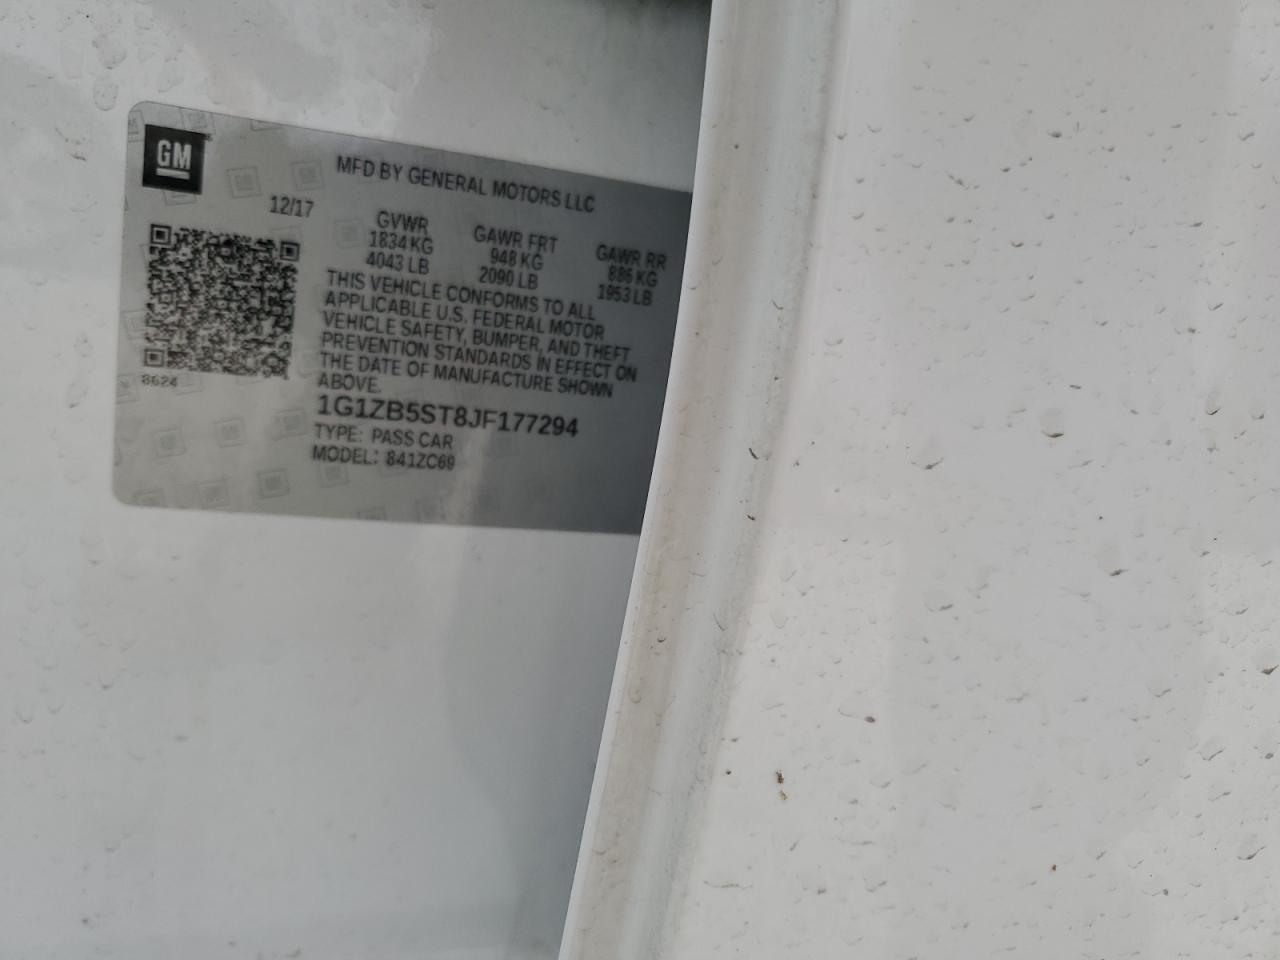 GM
MFD BY GENERAL MOTORS LLC
12/17
GVWR GAWR FRT GAWR RR
1834 KG 948 KG 886 KG
4043 LB 2090 LB 1953 LB
THIS VEHICLE CONFORMS TO ALL
APPLICABLE U.S. FEDERAL MOTOR
VEHICLE SAFETY, BUMPER, AND THEFT
PREVENTION STANDARDS IN EFFECT ON
THE DATE OF MANUFACTURE SHOWN
ABOVE.
8624
1G1ZB5ST8JF177294
TYPE: PASS CAR
MODEL: 841ZC69